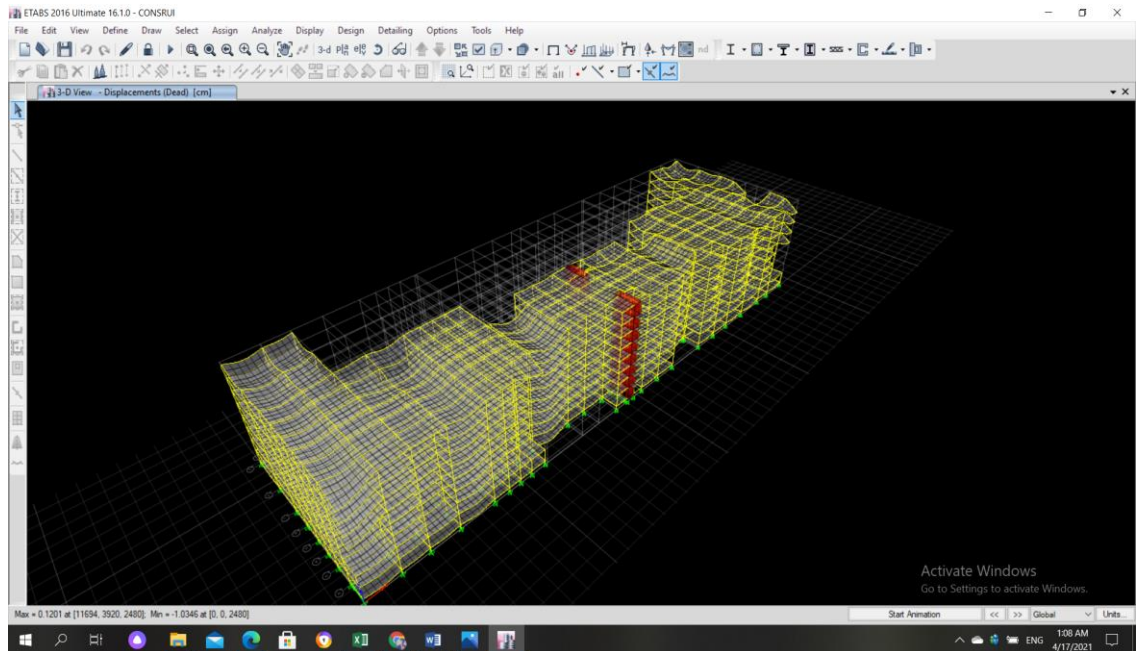 ETABS 2016 Ultimate 16.1.0 - CONSRUI
File Edit View Define Draw Select Assign Analyze Display Design Detailing Options Tools Help
3-d
nd
all
3-D View - Displacements (Dead) [cm]
Activate Windows
Go to Settings to activate Windows.
Max = 0.1201 at [11694, 3920, 2480]; Min = -1.0346 at [0, 0, 2480]
Start Animation << >> Global Units...
ENG 1:08 AM
4/17/2021